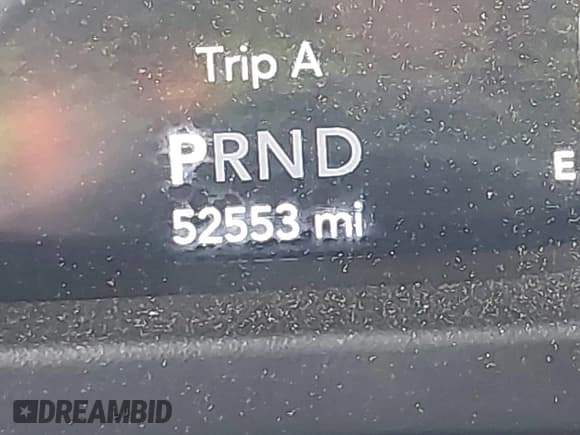 Trip A
PRND
E
52553 mi
DREAMBID